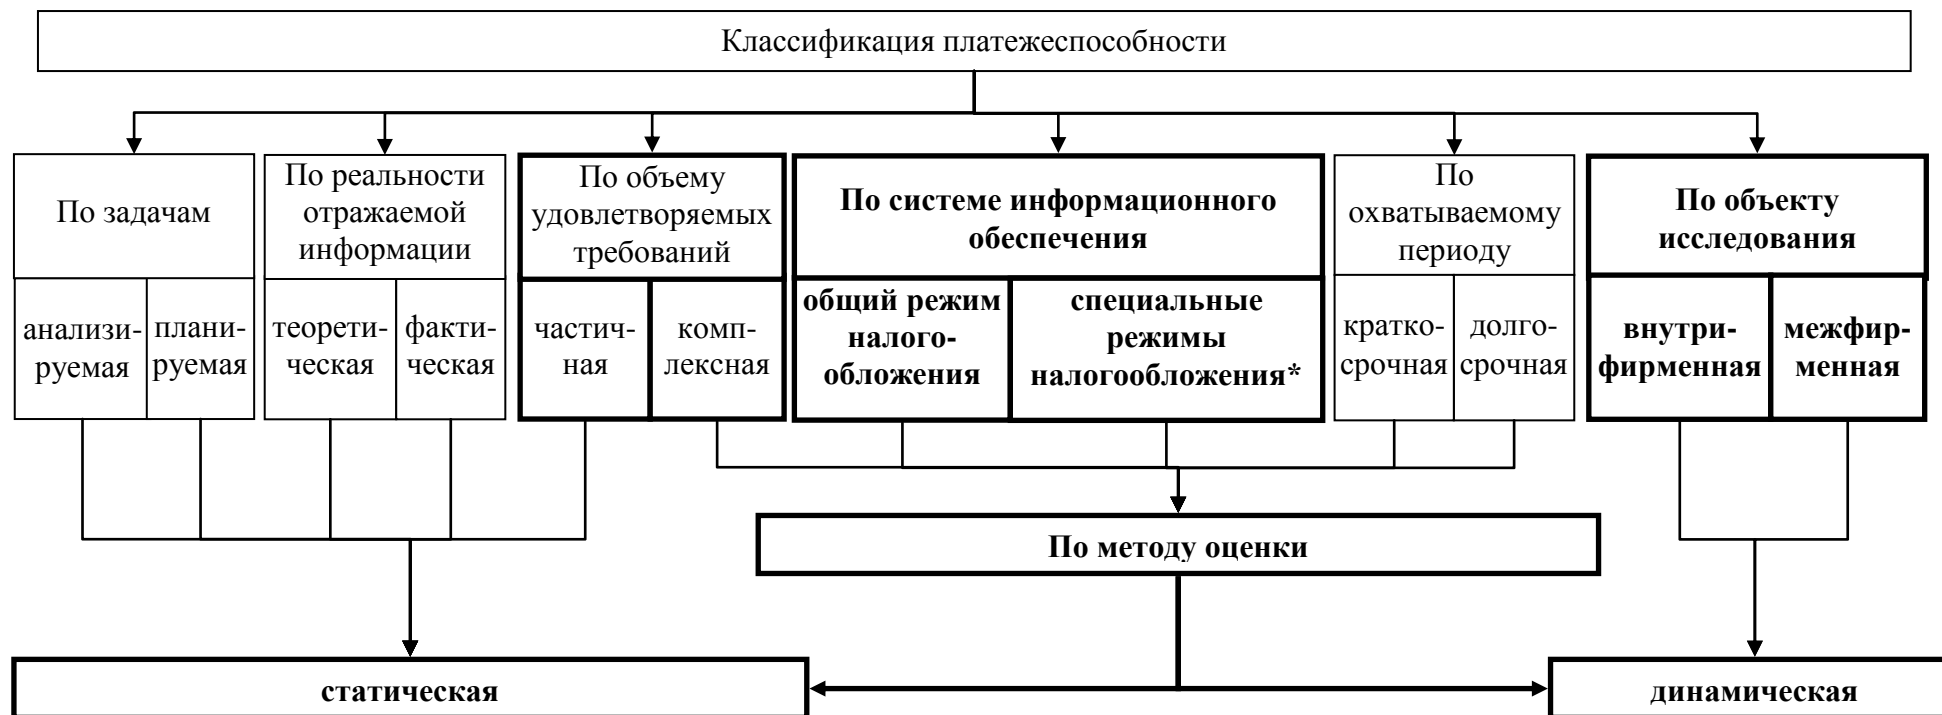 Классификация платежеспособности
По задачам
анализи-
руемая
плани-
руемая
По реальности
отражаемой
информации
теорети-
ческая
факти-
ческая
По объему
удовлетворяемых
требований
частич-
ная
комп-
лексная
По системе информационного
обеспечения
общий режим
налого-
обложения
специальные
режимы
налогообложения*
По
охватываемому
периоду
кратко-
срочная
долго-
срочная
По объекту
исследования
внутри-
фирменная
межфир-
менная
По методу оценки
статическая
динамическая